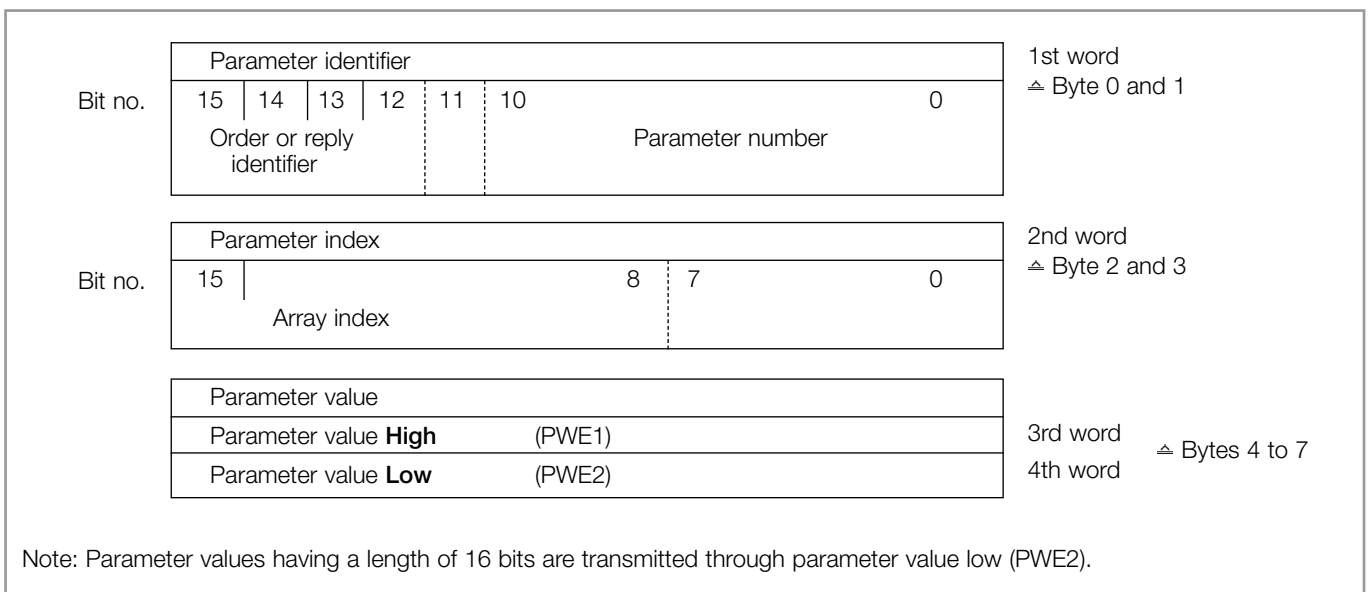 Parameter identifier
1st word
Bit no. 15 14 13 12 11 10 0
≙ Byte 0 and 1
Order or reply
identifier
Parameter number
Parameter index
2nd word
Bit no. 15 8 7 0
≙ Byte 2 and 3
Array index
Parameter value
Parameter value High (PWE1)
3rd word
≙ Bytes 4 to 7
Parameter value Low (PWE2)
4th word
Note: Parameter values having a length of 16 bits are transmitted through parameter value low (PWE2).